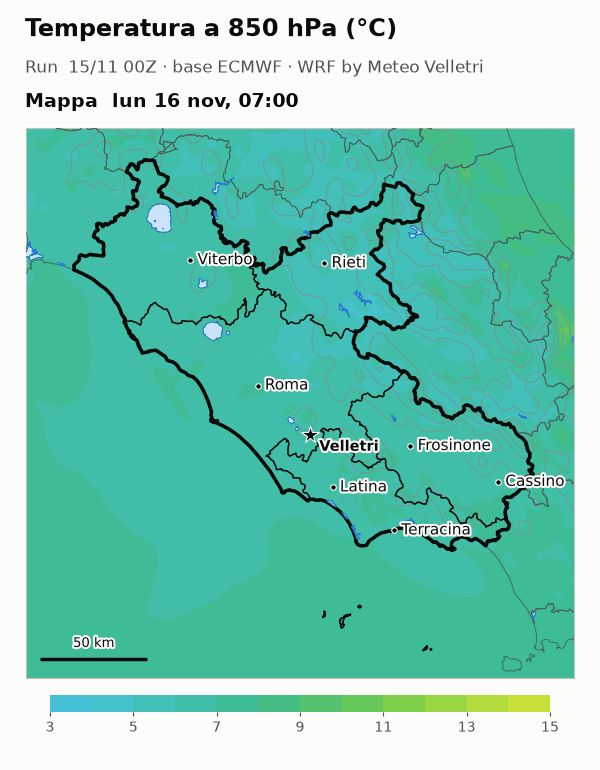 Temperatura a 850 hPa (°C)
Run  15/11 00Z · base ECMWF · WRF by Meteo Velletri
Mappa  lun 16 nov, 07:00
Viterbo
Rieti
Roma
Velletri
Frosinone
Latina
Cassino
Terracina
50 km
3 5 7 9 11 13 15